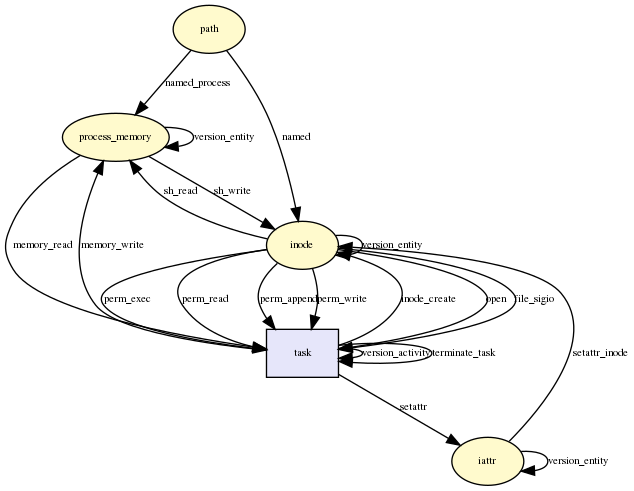 path
named_process
process_memory
version_entity
named
sh_read
sh_write
memory_read
memory_write
inode
version_entity
perm_exec
perm_read
perm_append
perm_write
inode_create
open
file_sigio
task
version_activity
terminate_task
setattr_inode
setattr
iattr
version_entity